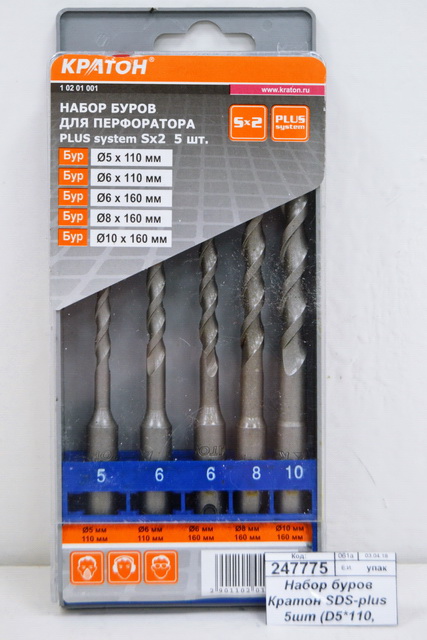 КРАТОН®
1 02 01 001
www.kraton.ru
НАБОР БУРОВ
ДЛЯ ПЕРФОРАТОРА
PLUS system Sx2 5 шт.
S×2
PLUS
system
Бур Ø5 x 110 мм
Бур Ø6 x 110 мм
Бур Ø6 x 160 мм
Бур Ø8 x 160 мм
Бур Ø10 x 160 мм
5 6 6 8 10
Ø5 мм Ø6 мм Ø6 мм Ø8 мм Ø10 мм
110 мм 110 мм 160 мм 160 мм 160 мм
Код:
247775
упак
Набор буров
Кратон SDS-plus
5шт (D5*110,